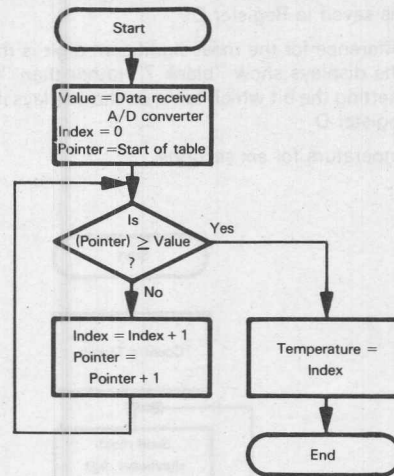 Start
Value = Data received
A/D converter
Index = 0
Pointer = Start of table
Is
(Pointer) ≥ Value
?
Yes
No
Index = Index + 1
Pointer =
Pointer + 1
Temperature =
Index
End